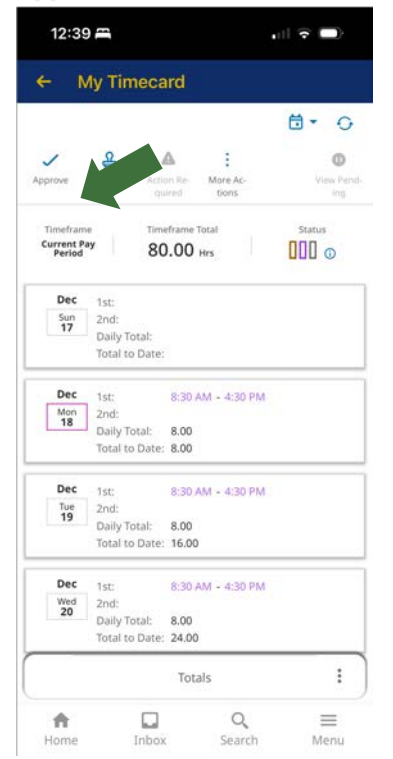 12:39
My Timecard
Approve
Action Re-
quired
More Ac-
tions
View Pend-
ing
Timeframe
Current Pay
Period
Timeframe Total
80.00 Hrs
Status
Dec
Sun
17
1st:
2nd:
Daily Total:
Total to Date:
Dec
Mon
18
1st: 8:30 AM - 4:30 PM
2nd:
Daily Total: 8.00
Total to Date: 8.00
Dec
Tue
19
1st: 8:30 AM - 4:30 PM
2nd:
Daily Total: 8.00
Total to Date: 16.00
Dec
Wed
20
1st: 8:30 AM - 4:30 PM
2nd:
Daily Total: 8.00
Total to Date: 24.00
Totals
Home
Inbox
Search
Menu